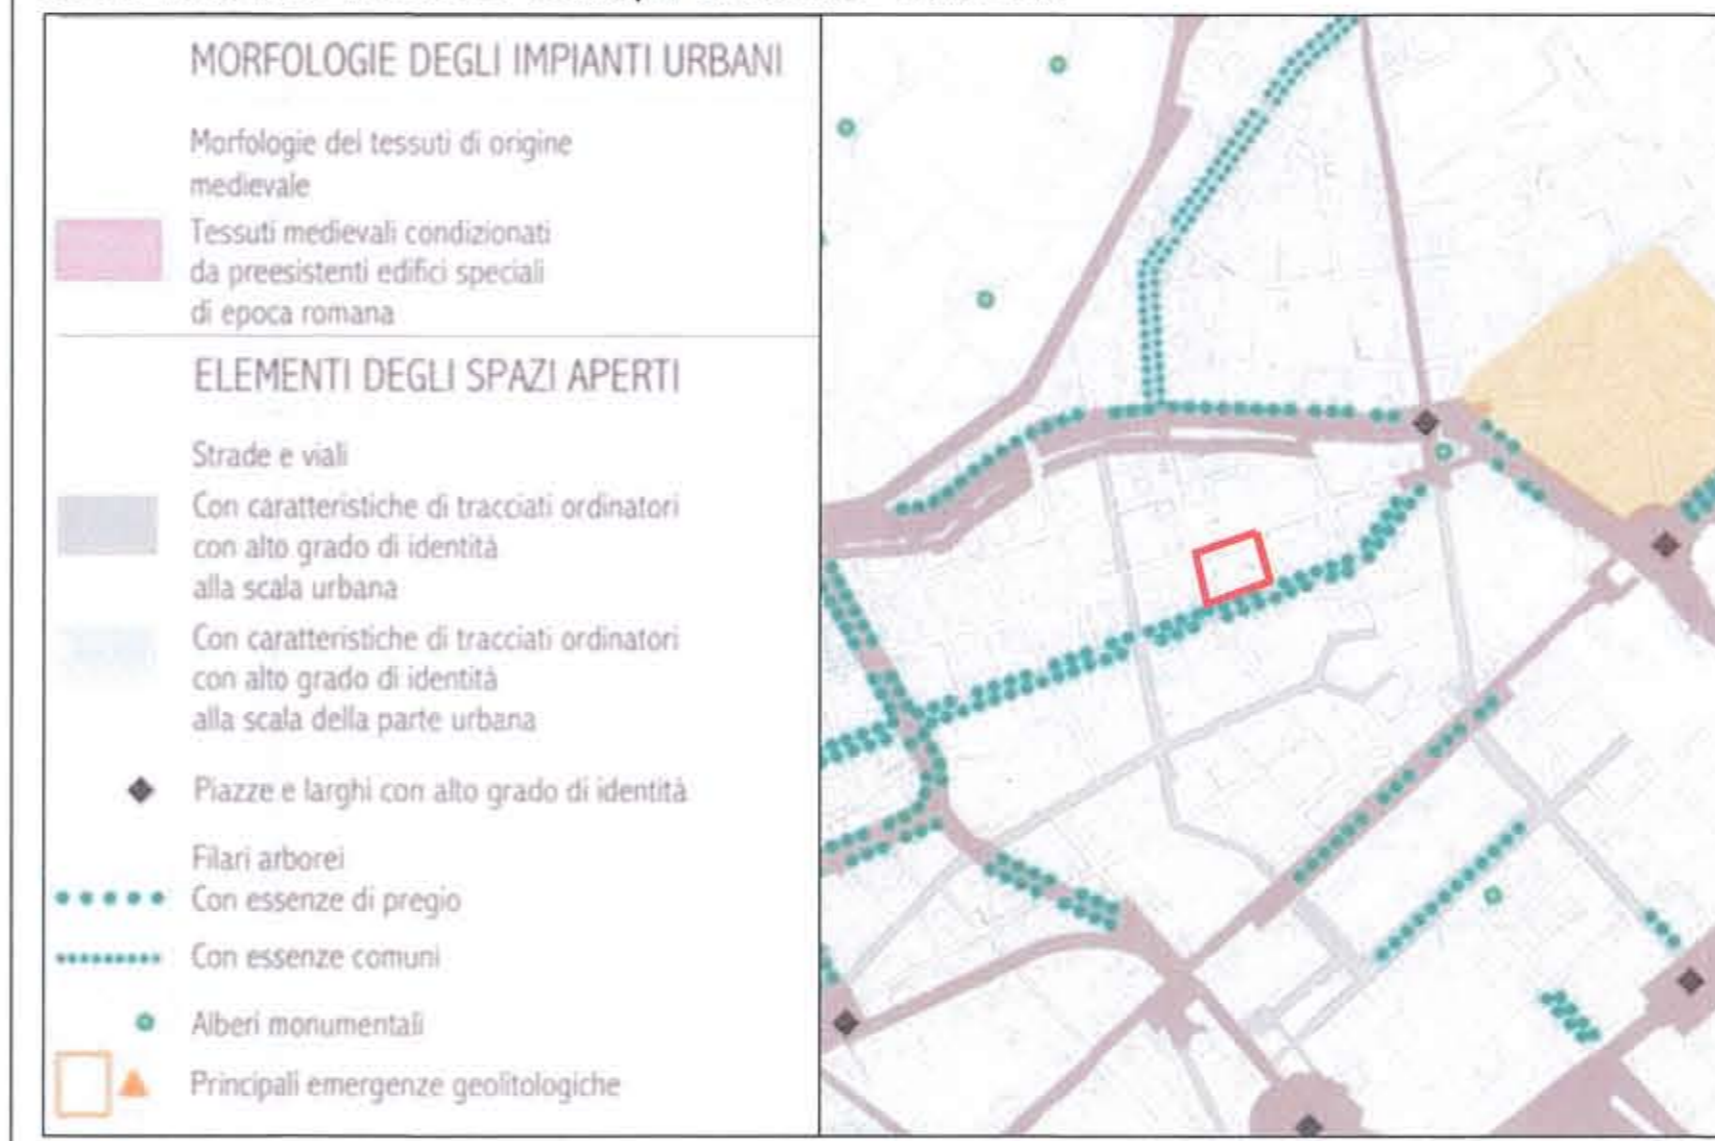 MORFOLOGIE DEGLI IMPIANTI URBANI
Morfologie dei tessuti di origine
medievale
Tessuti medievali condizionati
da preesistenti edifici speciali
di epoca romana
ELEMENTI DEGLI SPAZI APERTI
Strade e viali
Con caratteristiche di tracciati ordinatori
con alto grado di identità
alla scala urbana
Con caratteristiche di tracciati ordinatori
con alto grado di identità
alla scala della parte urbana
Piazze e larghi con alto grado di identità
Filari arborei
Con essenze di pregio
Con essenze comuni
Alberi monumentali
Principali emergenze geolitologiche